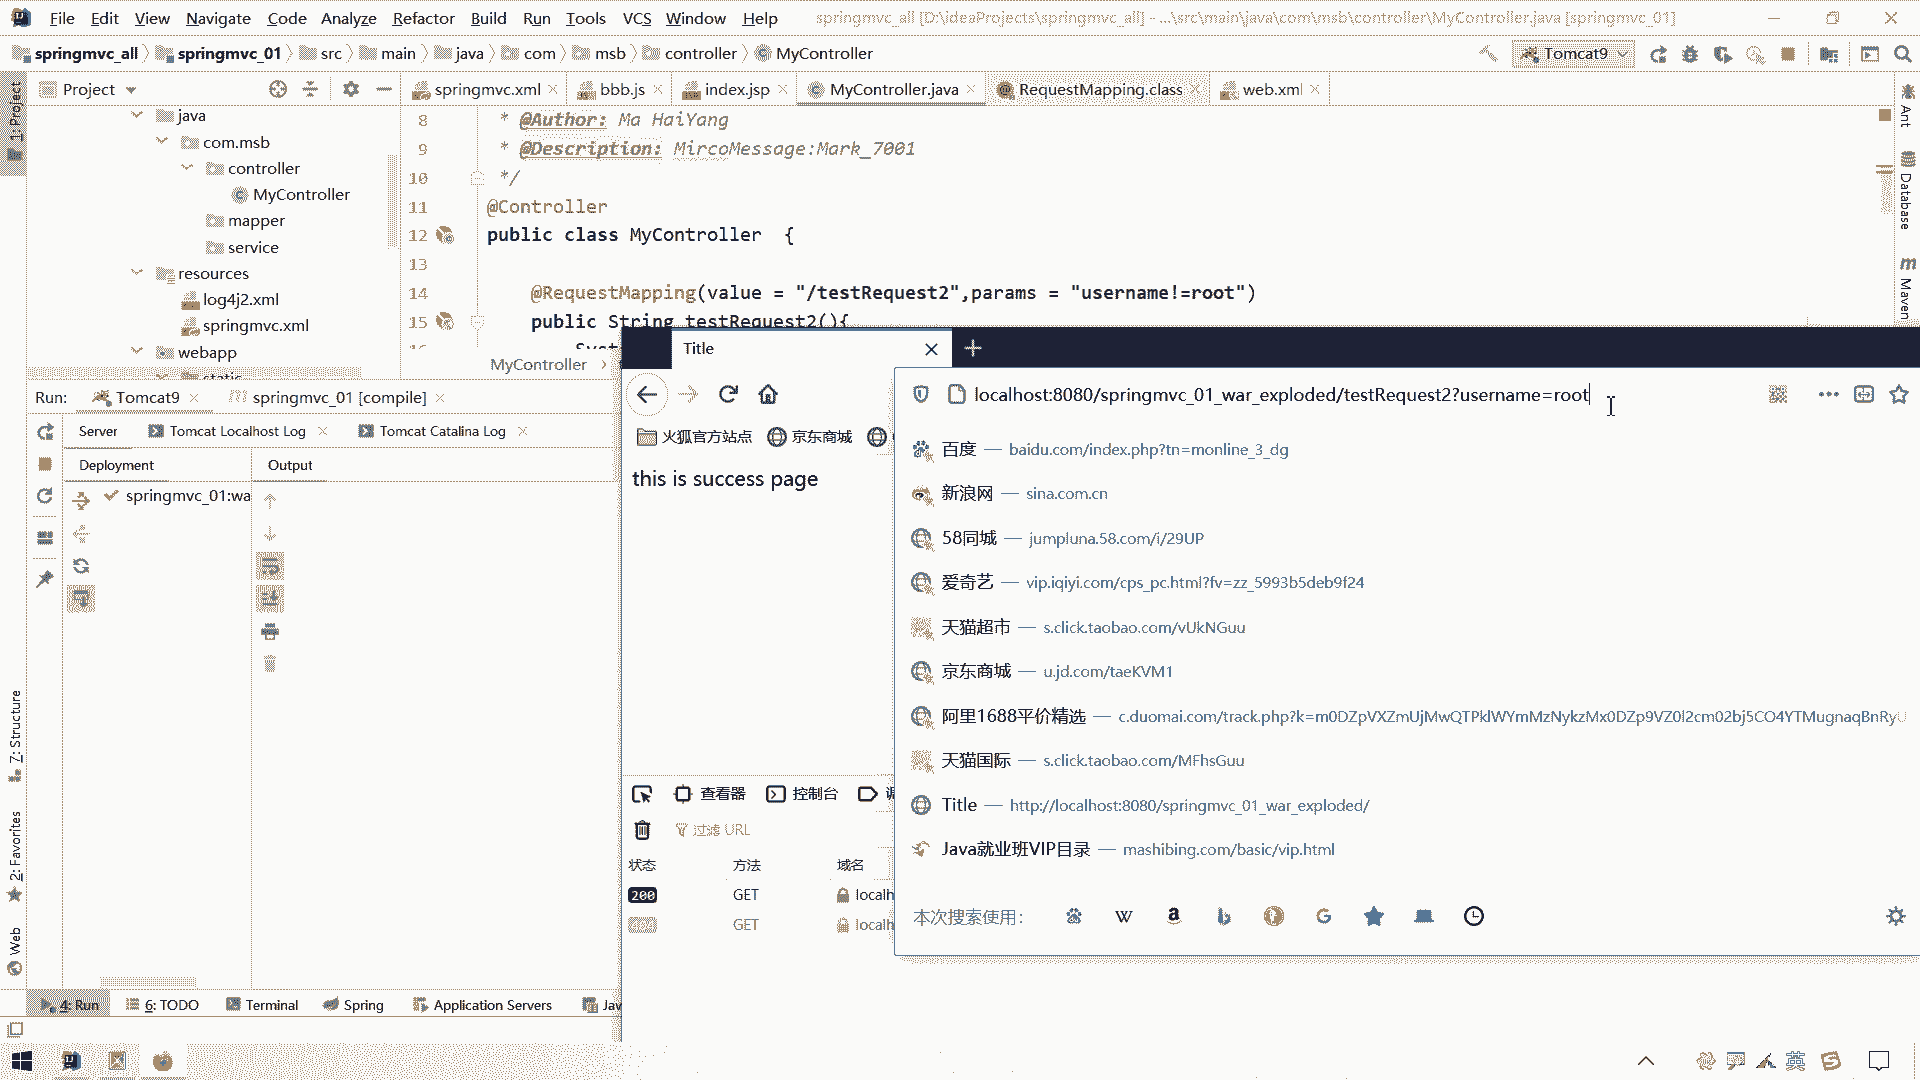 File Edit View Navigate Code Analyze Refactor Build Run Tools VCS Window Help springmvc_all [D:\ideaProjects\springmvc_all] - ...\src\main\java\com\msb\controller\MyController.java [springmvc_01]
springmvc_all springmvc_01 src main java com msb controller MyController Tomcat9
Project springmvc.xml bbb.js index.jsp MyController.java RequestMapping.class web.xml
1: Project
Ant
Database
Maven
java
com.msb
controller
MyController
mapper
service
resources
log4j2.xml
springmvc.xml
webapp
static
8 * @Author: Ma HaiYang
9 * @Description: MircoMessage:Mark_7001
10 */
11 @Controller
12 public class MyController {
13
14 @RequestMapping(value = "/testRequest2",params = "username!=root")
15 public String testRequest2(){
MyController
Run: Tomcat9 springmvc_01 [compile]
Server Tomcat Localhost Log Tomcat Catalina Log
Deployment Output
springmvc_01:wa
7: Structure
2: Favorites
Web
4: Run 6: TODO Terminal Spring Application Servers Jav
Title
localhost:8080/springmvc_01_war_exploded/testRequest2?username=root
火狐官方站点 京东商城
this is success page
百度 — baidu.com/index.php?tn=monline_3_dg
新浪网 — sina.com.cn
58同城 — jumpluna.58.com/i/29UP
爱奇艺 — vip.iqiyi.com/cps_pc.html?fv=zz_5993b5deb9f24
天猫超市 — s.click.taobao.com/vUkNGuu
京东商城 — u.jd.com/taeKVM1
阿里1688平价精选 — c.duomai.com/track.php?k=m0DZpVXZmUjMwQTPklWYmMzNykzMx0DZp9VZ0l2cm02bj5CO4YTMugnaqBnRyU
天猫国际 — s.click.taobao.com/MFhsGuu
Title — http://localhost:8080/springmvc_01_war_exploded/
Java就业班VIP目录 — mashibing.com/basic/vip.html
本次搜索使用：
查看器 控制台
过滤 URL
状态 方法 域名
200 GET localh
GET localh
英